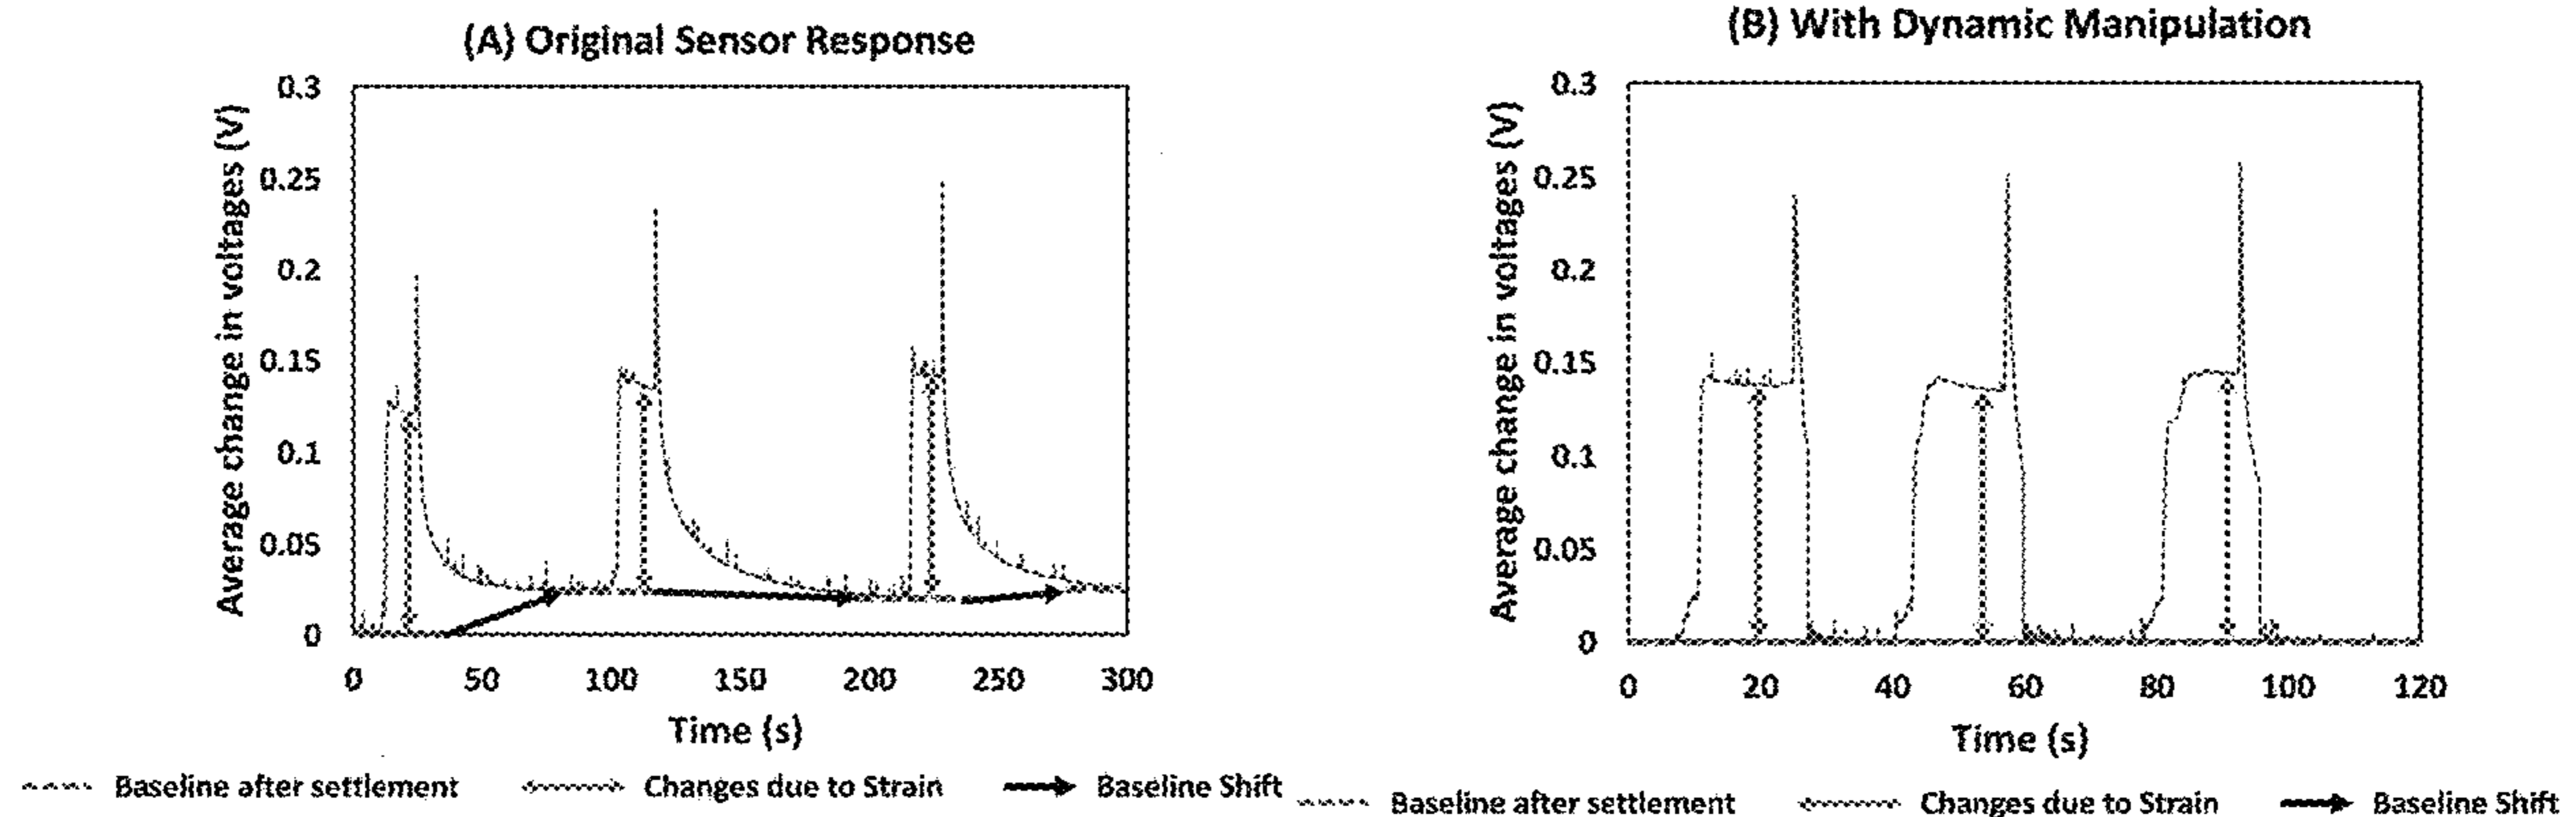 (A) Original Sensor Response
Average change in voltages (V)
0.3
0.25
0.2
0.15
0.1
0.05
0
0 50 100 150 200 250 300
Time (s)
Baseline after settlement Changes due to Strain Baseline Shift
(B) With Dynamic Manipulation
Average change in voltages (V)
0.3
0.25
0.2
0.15
0.1
0.05
0
0 20 40 60 80 100 120
Time (s)
Baseline after settlement Changes due to Strain Baseline Shift